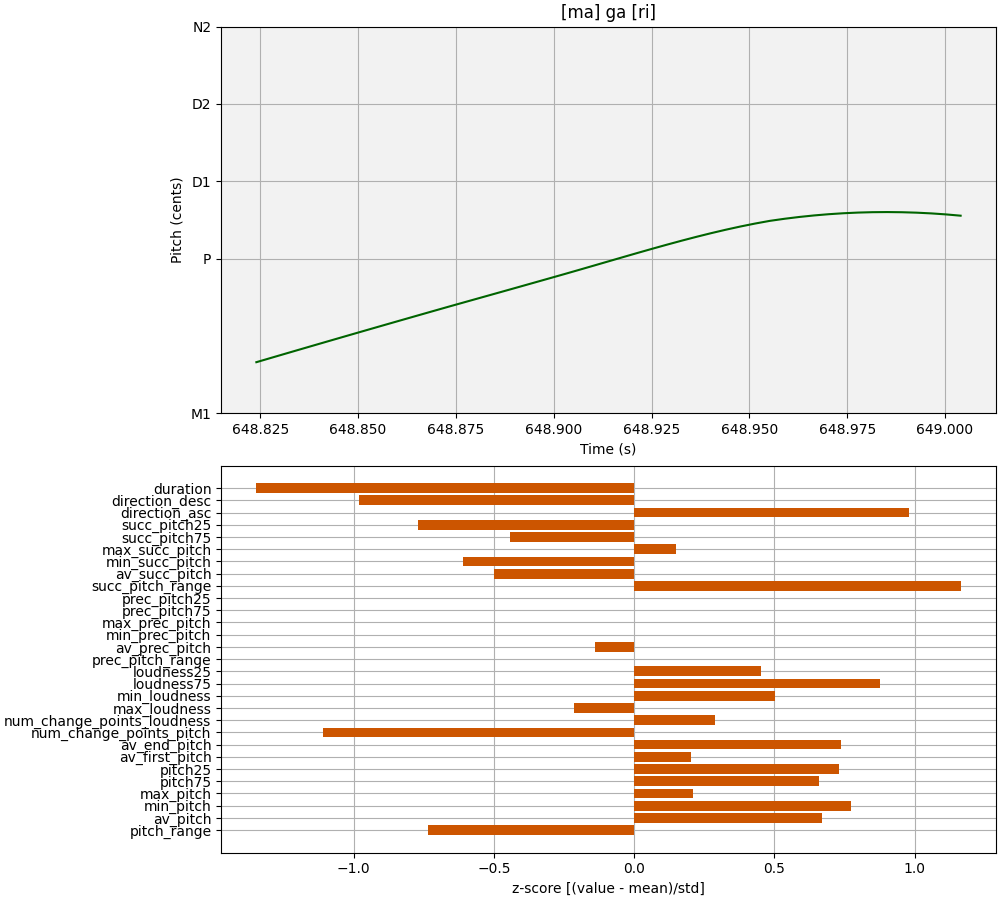 [ma] ga [ri]
N2
D2
D1
P
M1
Pitch (cents)
648.825 648.850 648.875 648.900 648.925 648.950 648.975 649.000
Time (s)
duration
direction_desc
direction_asc
succ_pitch25
succ_pitch75
max_succ_pitch
min_succ_pitch
av_succ_pitch
succ_pitch_range
prec_pitch25
prec_pitch75
max_prec_pitch
min_prec_pitch
av_prec_pitch
prec_pitch_range
loudness25
loudness75
min_loudness
max_loudness
num_change_points_loudness
num_change_points_pitch
av_end_pitch
av_first_pitch
pitch25
pitch75
max_pitch
min_pitch
av_pitch
pitch_range
−1.0 −0.5 0.0 0.5 1.0
z-score [(value - mean)/std]